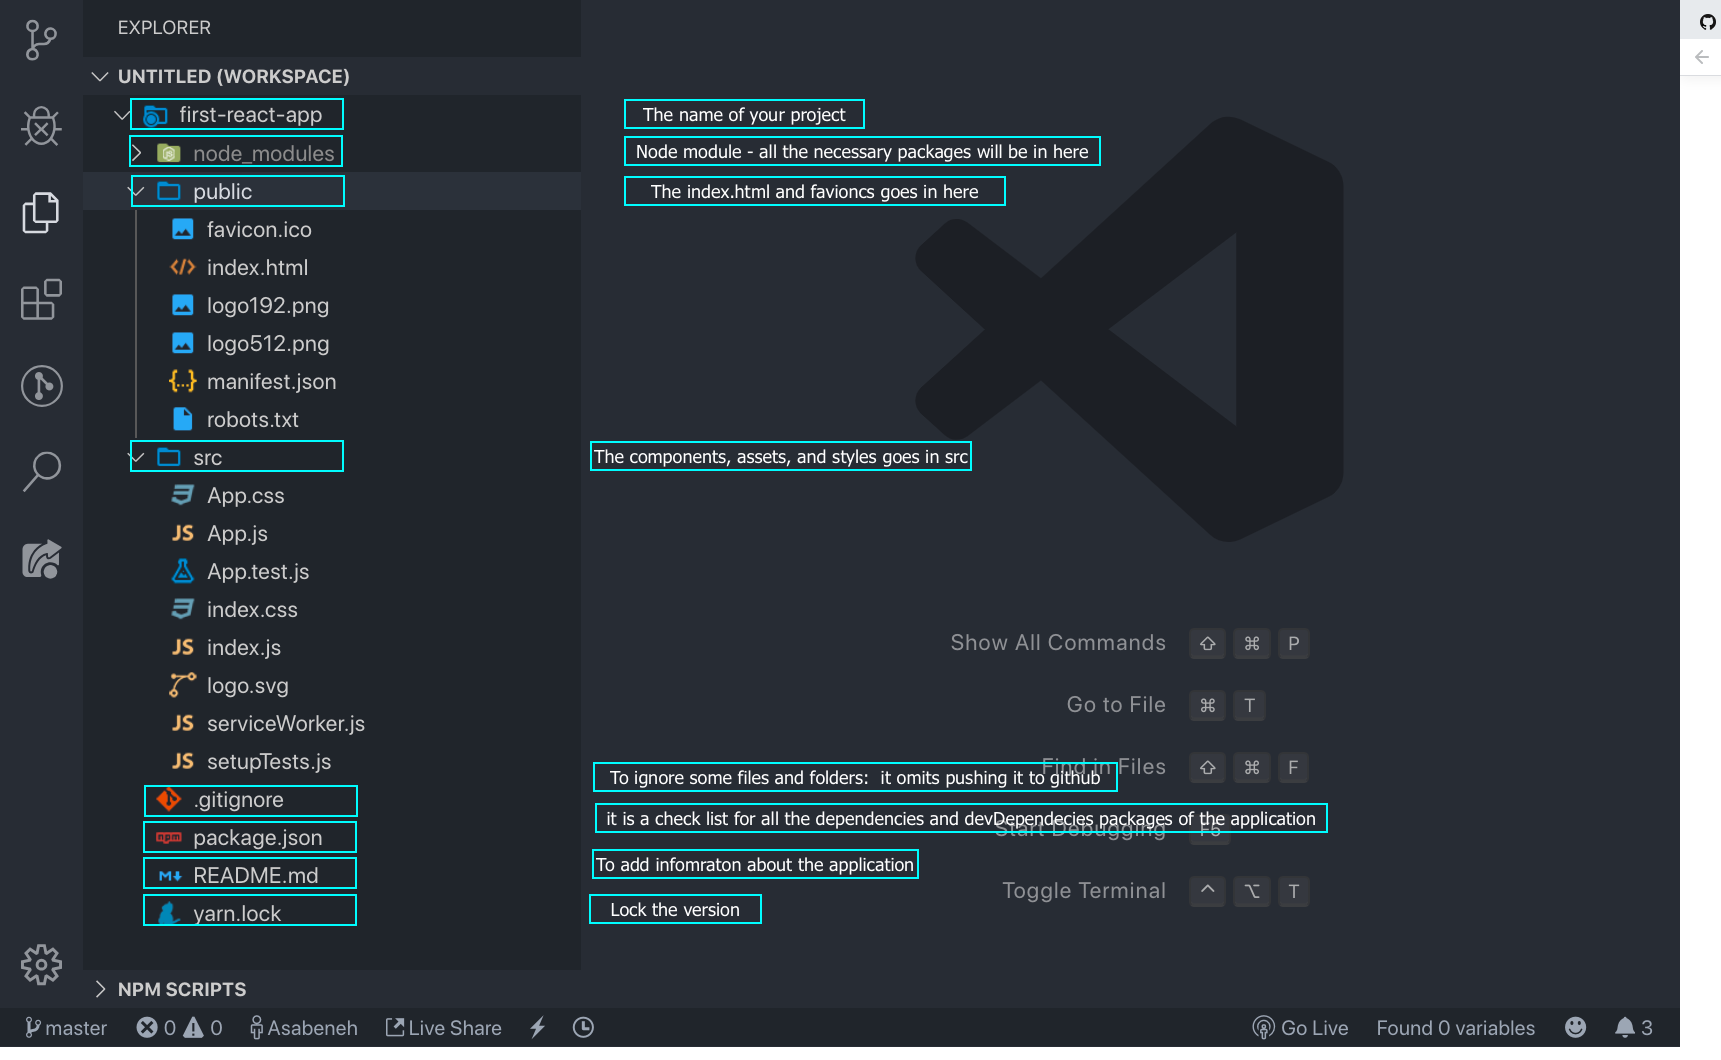 EXPLORER
UNTITLED (WORKSPACE)
first-react-app
The name of your project
node_modules
Node module - all the necessary packages will be in here
public
The index.html and favioncs goes in here
favicon.ico
index.html
logo192.png
logo512.png
manifest.json
robots.txt
src
The components, assets, and styles goes in src
App.css
JS App.js
App.test.js
index.css
JS index.js
logo.svg
JS serviceWorker.js
JS setupTests.js
Show All Commands ⇧ ⌘ P
Go to File ⌘ T
Find in Files ⇧ ⌘ F
Start Debugging F5
Toggle Terminal ^ ⌥ T
.gitignore
To ignore some files and folders: it omits pushing it to github
npm package.json
it is a check list for all the dependencies and devDependecies packages of the application
M↓ README.md
To add infomraton about the application
yarn.lock
Lock the version
NPM SCRIPTS
master 0 0 Asabeneh Live Share Go Live Found 0 variables 3